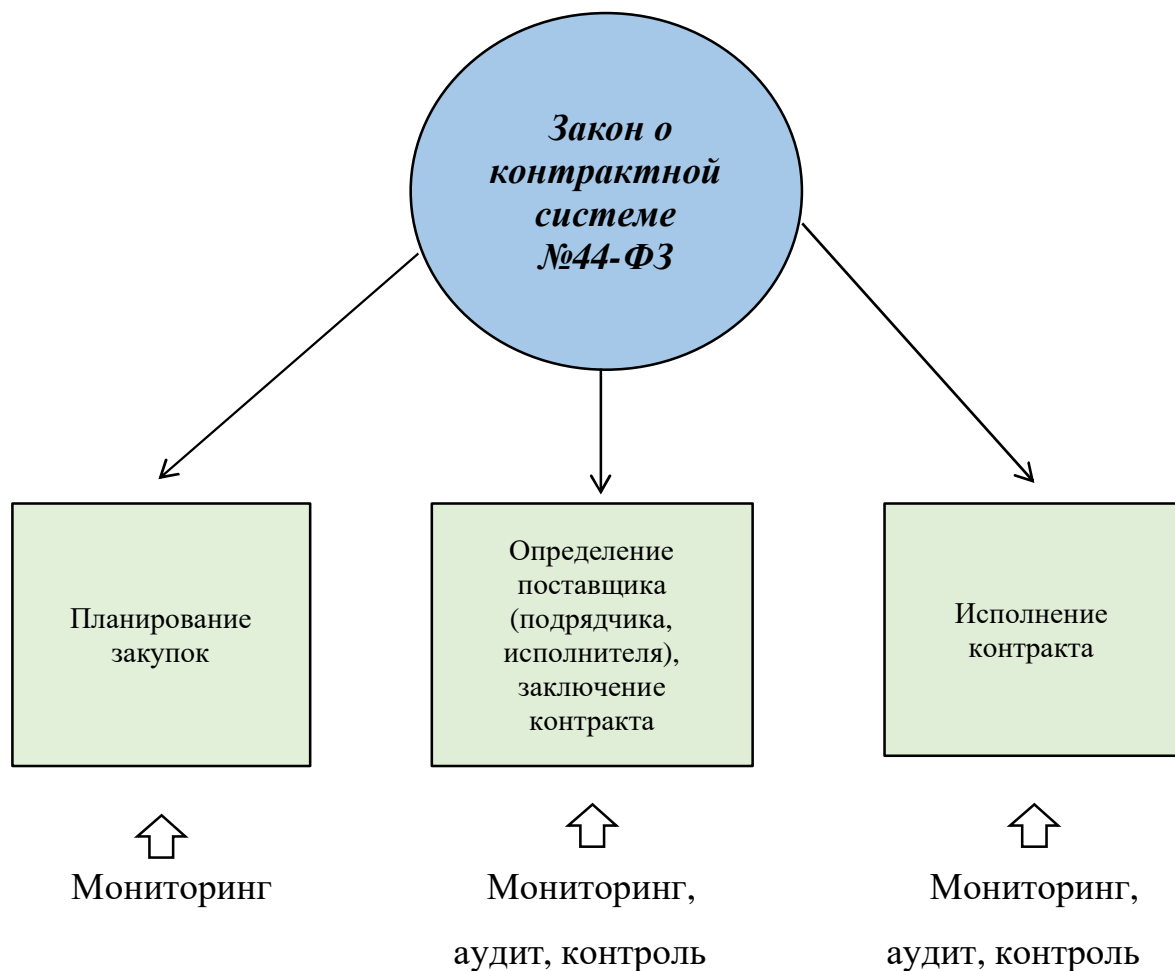 Закон о
контрактной
системе
№44-ФЗ
Планирование
закупок
Определение
поставщика
(подрядчика,
исполнителя),
заключение
контракта
Исполнение
контракта
Мониторинг
Мониторинг,
аудит, контроль
Мониторинг,
аудит, контроль